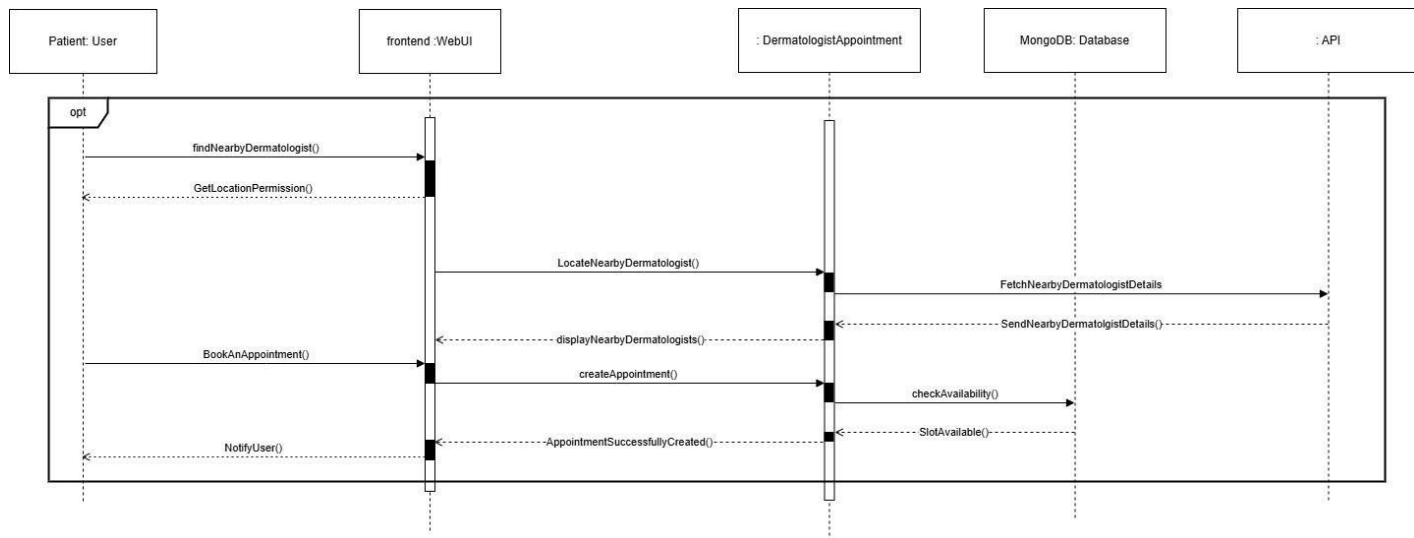 Patient: User
frontend :WebUI
: DermatologistAppointment
MongoDB: Database
: API
opt
findNearbyDermatologist()
GetLocationPermission()
LocateNearbyDermatologist()
FetchNearbyDermatologistDetails
SendNearbyDermatolgistDetails()
displayNearbyDermatologists()
BookAnAppointment()
createAppointment()
checkAvailability()
SlotAvailable()
AppointmentSuccessfullyCreated()
NotifyUser()